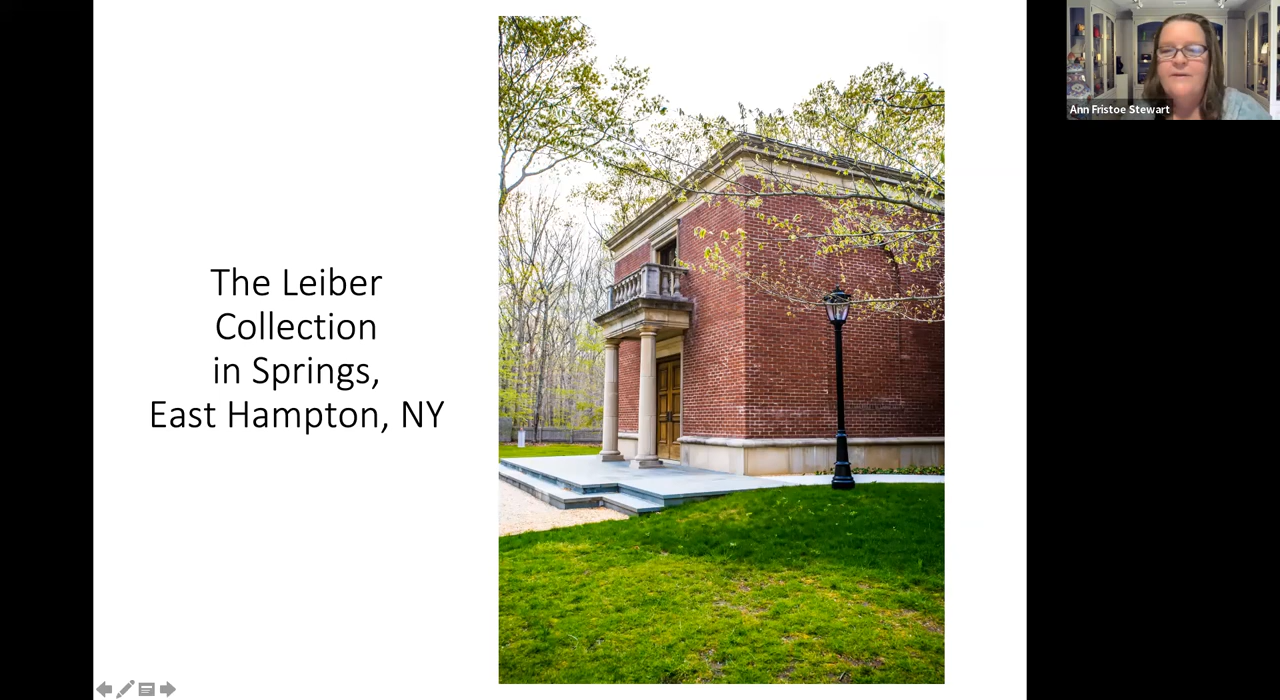 The Leiber
Collection
in Springs,
East Hampton, NY
Ann Fristoe Stewart